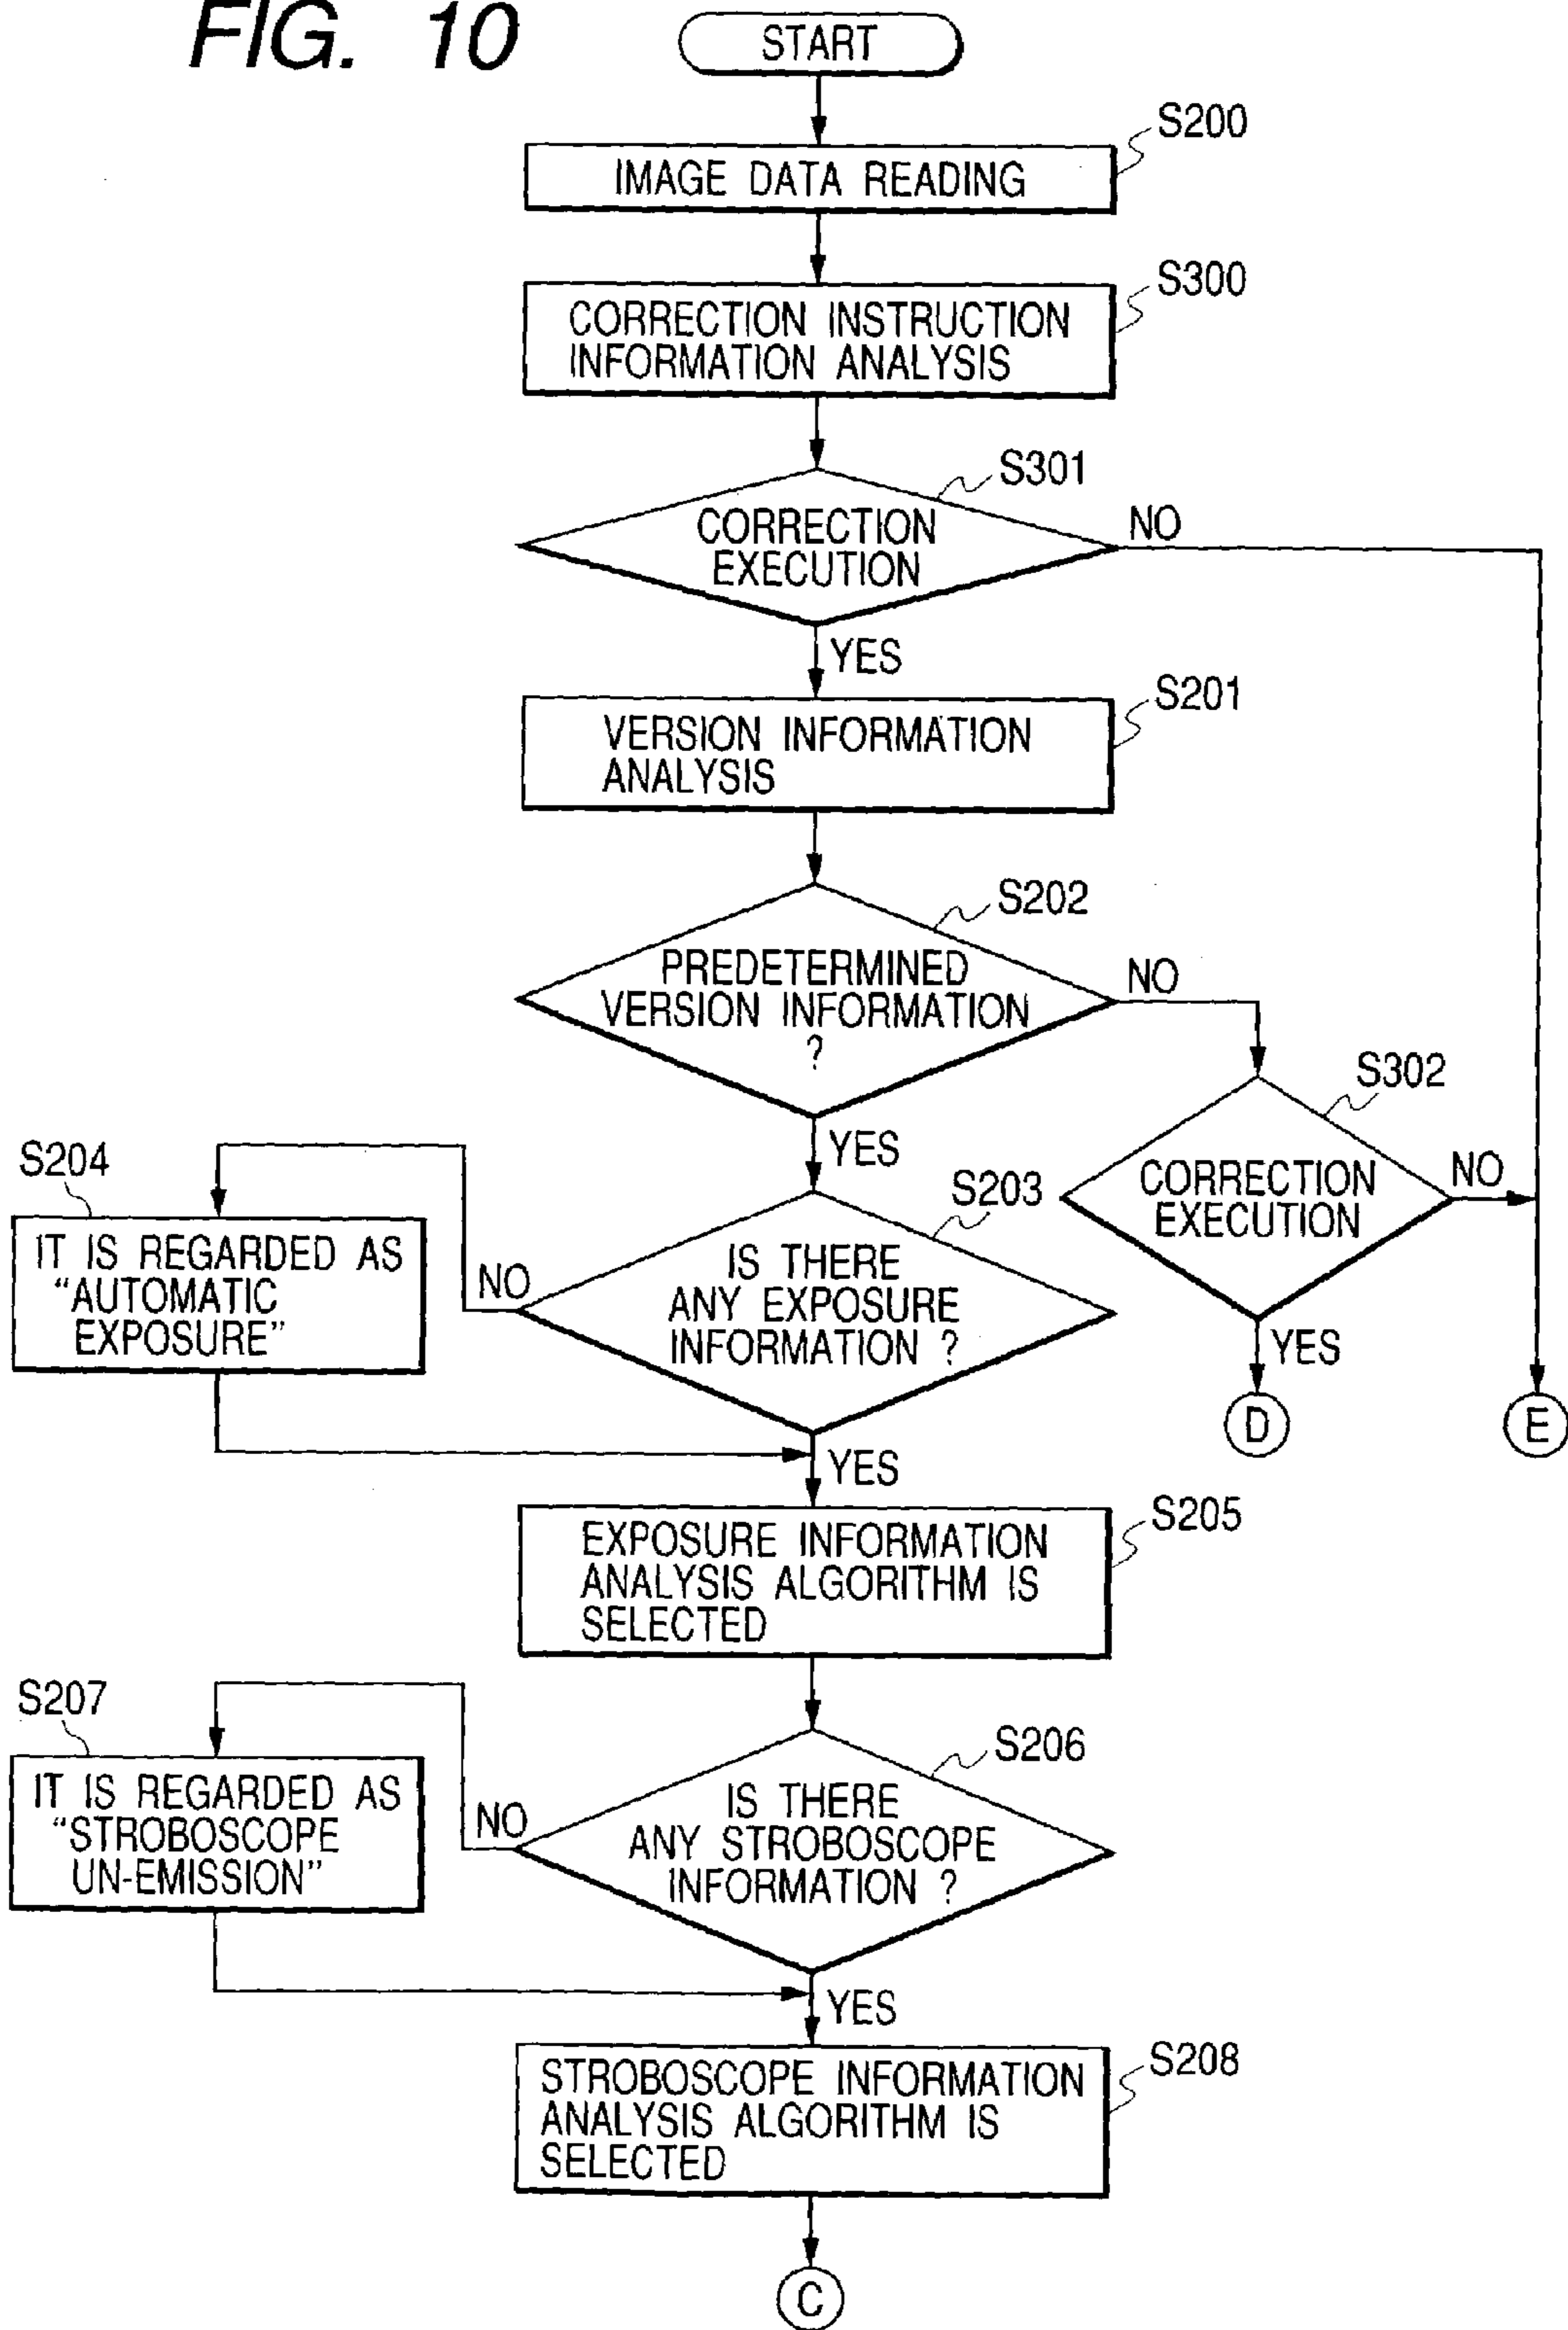 FIG. 10
START
S200
IMAGE DATA READING
S300
CORRECTION INSTRUCTION
INFORMATION ANALYSIS
S301
CORRECTION
EXECUTION
NO
YES
S201
VERSION INFORMATION
ANALYSIS
S202
PREDETERMINED
VERSION INFORMATION
?
NO
YES
S302
CORRECTION
EXECUTION
NO
YES
D
E
S203
IS THERE
ANY EXPOSURE
INFORMATION ?
NO
YES
S204
IT IS REGARDED AS
“AUTOMATIC
EXPOSURE”
S205
EXPOSURE INFORMATION
ANALYSIS ALGORITHM IS
SELECTED
S206
IS THERE
ANY STROBOSCOPE
INFORMATION ?
NO
YES
S207
IT IS REGARDED AS
“STROBOSCOPE
UN-EMISSION”
S208
STROBOSCOPE INFORMATION
ANALYSIS ALGORITHM IS
SELECTED
C